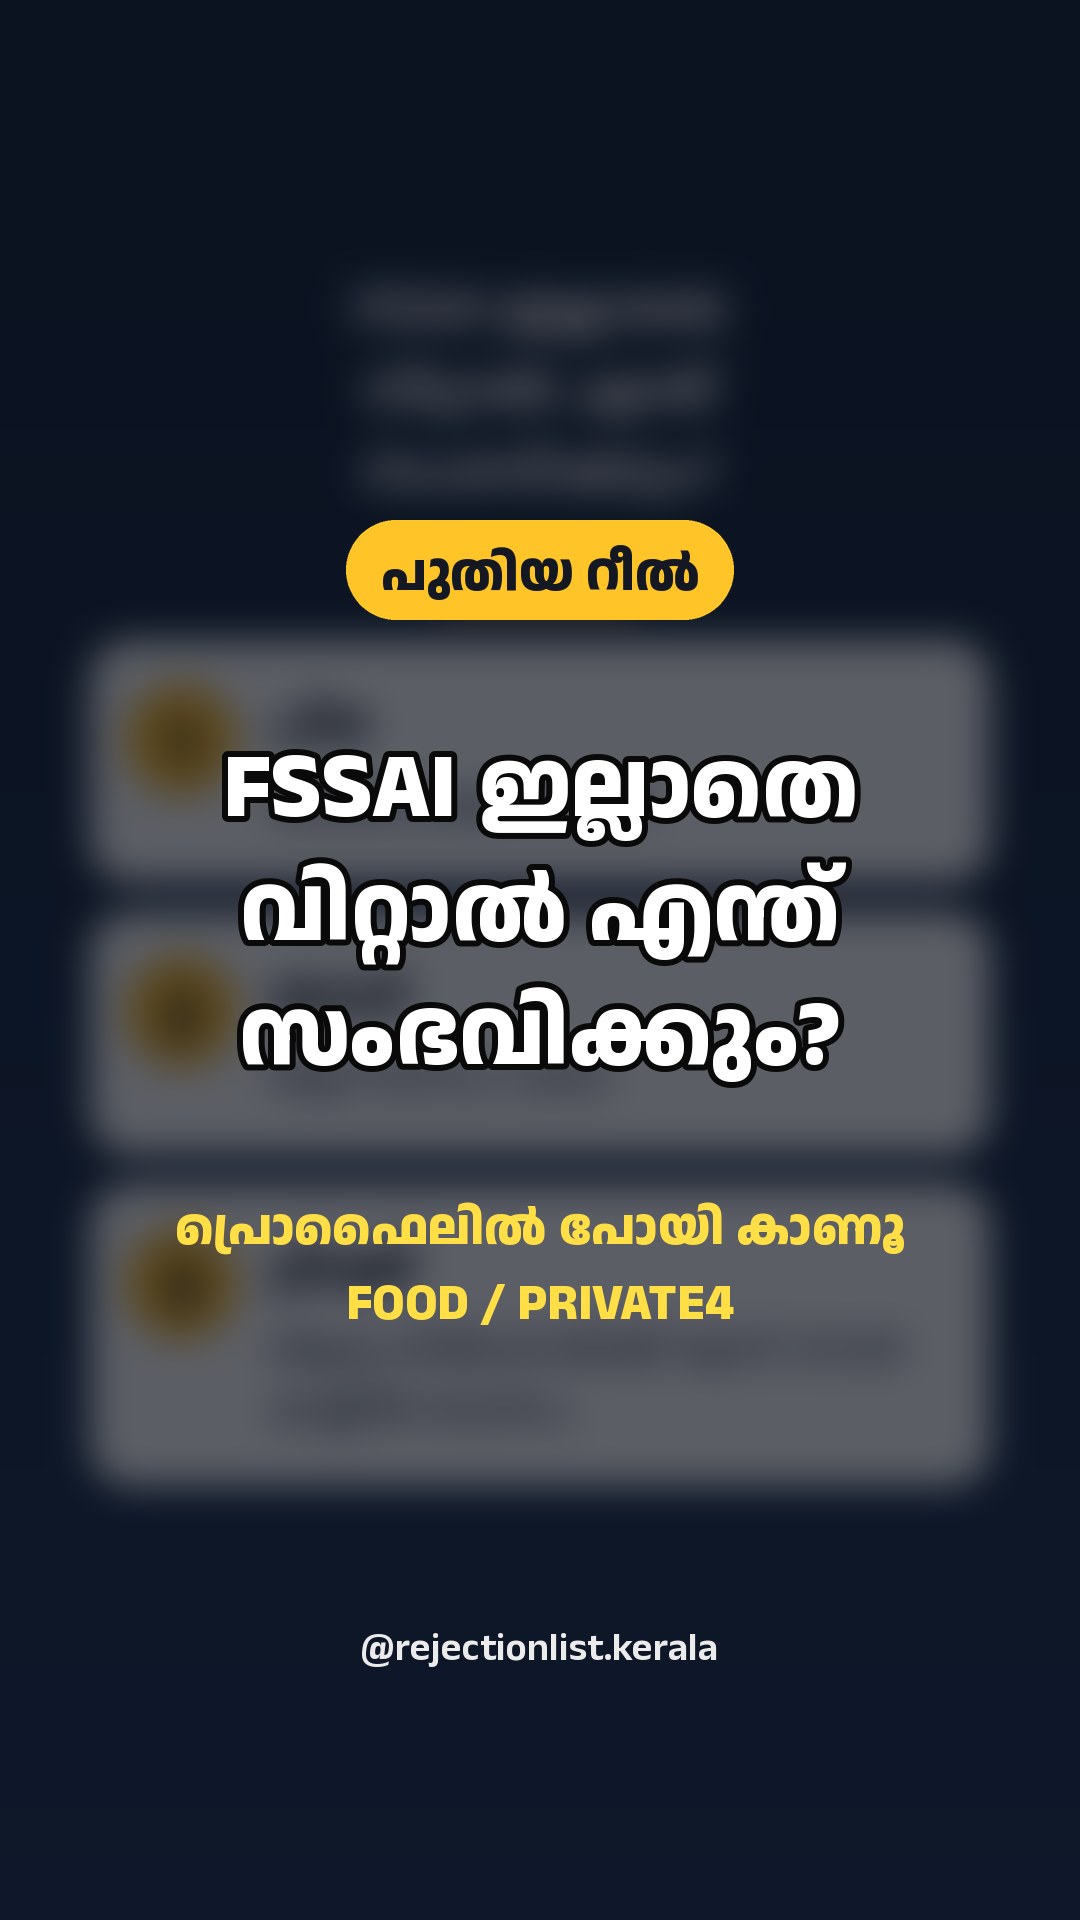 പുതിയ റീൽ
FSSAI ഇല്ലാതെ
വിറ്റാൽ എന്ത്
സംഭവിക്കും?
പ്രൊഫൈലിൽ പോയി കാണൂ
FOOD / PRIVATE4
@rejectionlist.kerala